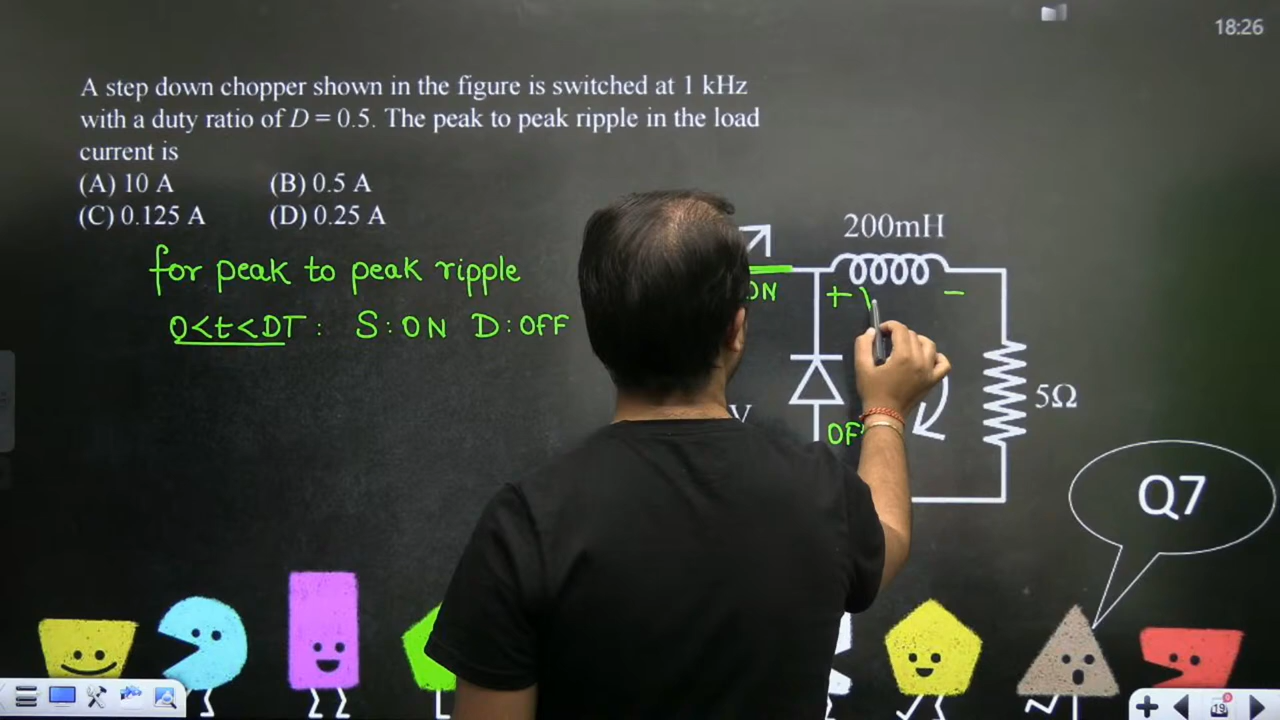 18:26
A step down chopper shown in the figure is switched at 1 kHz
with a duty ratio of D = 0.5. The peak to peak ripple in the load
current is
(A) 10 A (B) 0.5 A
(C) 0.125 A (D) 0.25 A
for peak to peak ripple
0<t<DT: S:ON D:OFF
200mH
+ -
5Ω
V
Q7
19